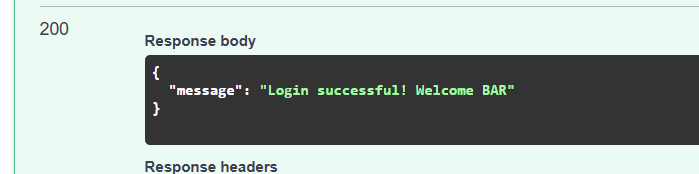 200
Response body
{
"message": "Login successful! Welcome BAR"
}
Response headers